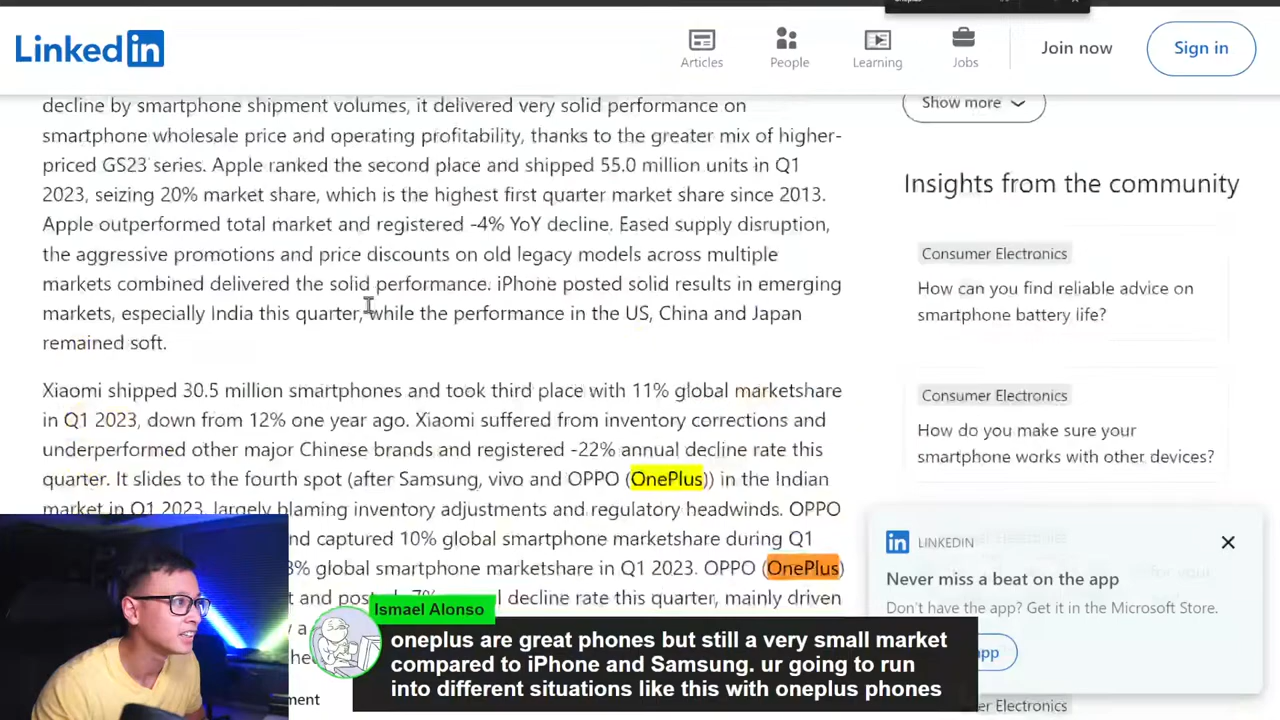 LinkedIn
Articles
People
Learning
Jobs
Join now
Sign in
decline by smartphone shipment volumes, it delivered very solid performance on
smartphone wholesale price and operating profitability, thanks to the greater mix of higher-
priced GS23 series. Apple ranked the second place and shipped 55.0 million units in Q1
2023, seizing 20% market share, which is the highest first quarter market share since 2013.
Apple outperformed total market and registered -4% YoY decline. Eased supply disruption,
the aggressive promotions and price discounts on old legacy models across multiple
markets combined delivered the solid performance. iPhone posted solid results in emerging
markets, especially India this quarter, while the performance in the US, China and Japan
remained soft.
Xiaomi shipped 30.5 million smartphones and took third place with 11% global marketshare
in Q1 2023, down from 12% one year ago. Xiaomi suffered from inventory corrections and
underperformed other major Chinese brands and registered -22% annual decline rate this
quarter. It slides to the fourth spot (after Samsung, vivo and OPPO (OnePlus)) in the Indian
market in Q1 2023, largely blaming inventory adjustments and regulatory headwinds. OPPO
nd captured 10% global smartphone marketshare during Q1
% global smartphone marketshare in Q1 2023. OPPO (OnePlus)
t and post -7% l decline rate this quarter, mainly driven
Show more
Insights from the community
Consumer Electronics
How can you find reliable advice on
smartphone battery life?
Consumer Electronics
How do you make sure your
smartphone works with other devices?
LINKEDIN
Never miss a beat on the app
Don't have the app? Get it in the Microsoft Store.
app
er Electronics
Ismael Alonso
oneplus are great phones but still a very small market
compared to iPhone and Samsung. ur going to run
into different situations like this with oneplus phones
ment